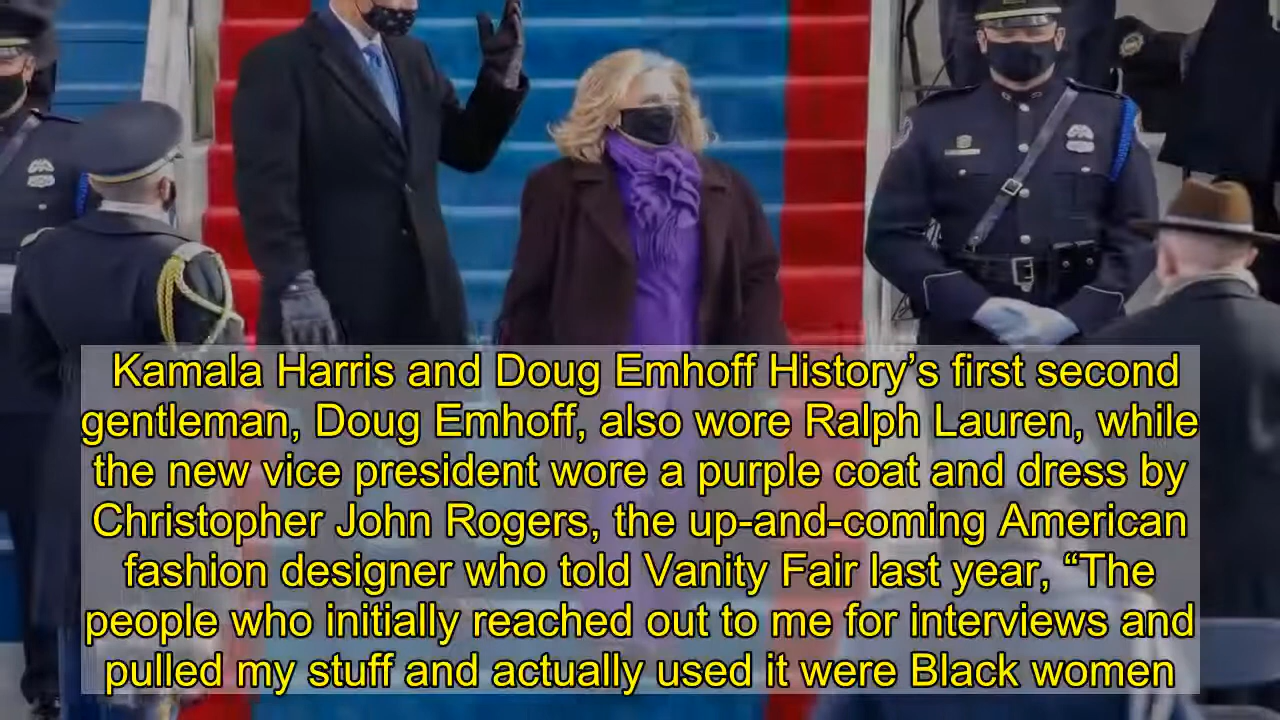 Kamala Harris and Doug Emhoff History’s first second
gentleman, Doug Emhoff, also wore Ralph Lauren, while
the new vice president wore a purple coat and dress by
Christopher John Rogers, the up-and-coming American
fashion designer who told Vanity Fair last year, “The
people who initially reached out to me for interviews and
pulled my stuff and actually used it were Black women